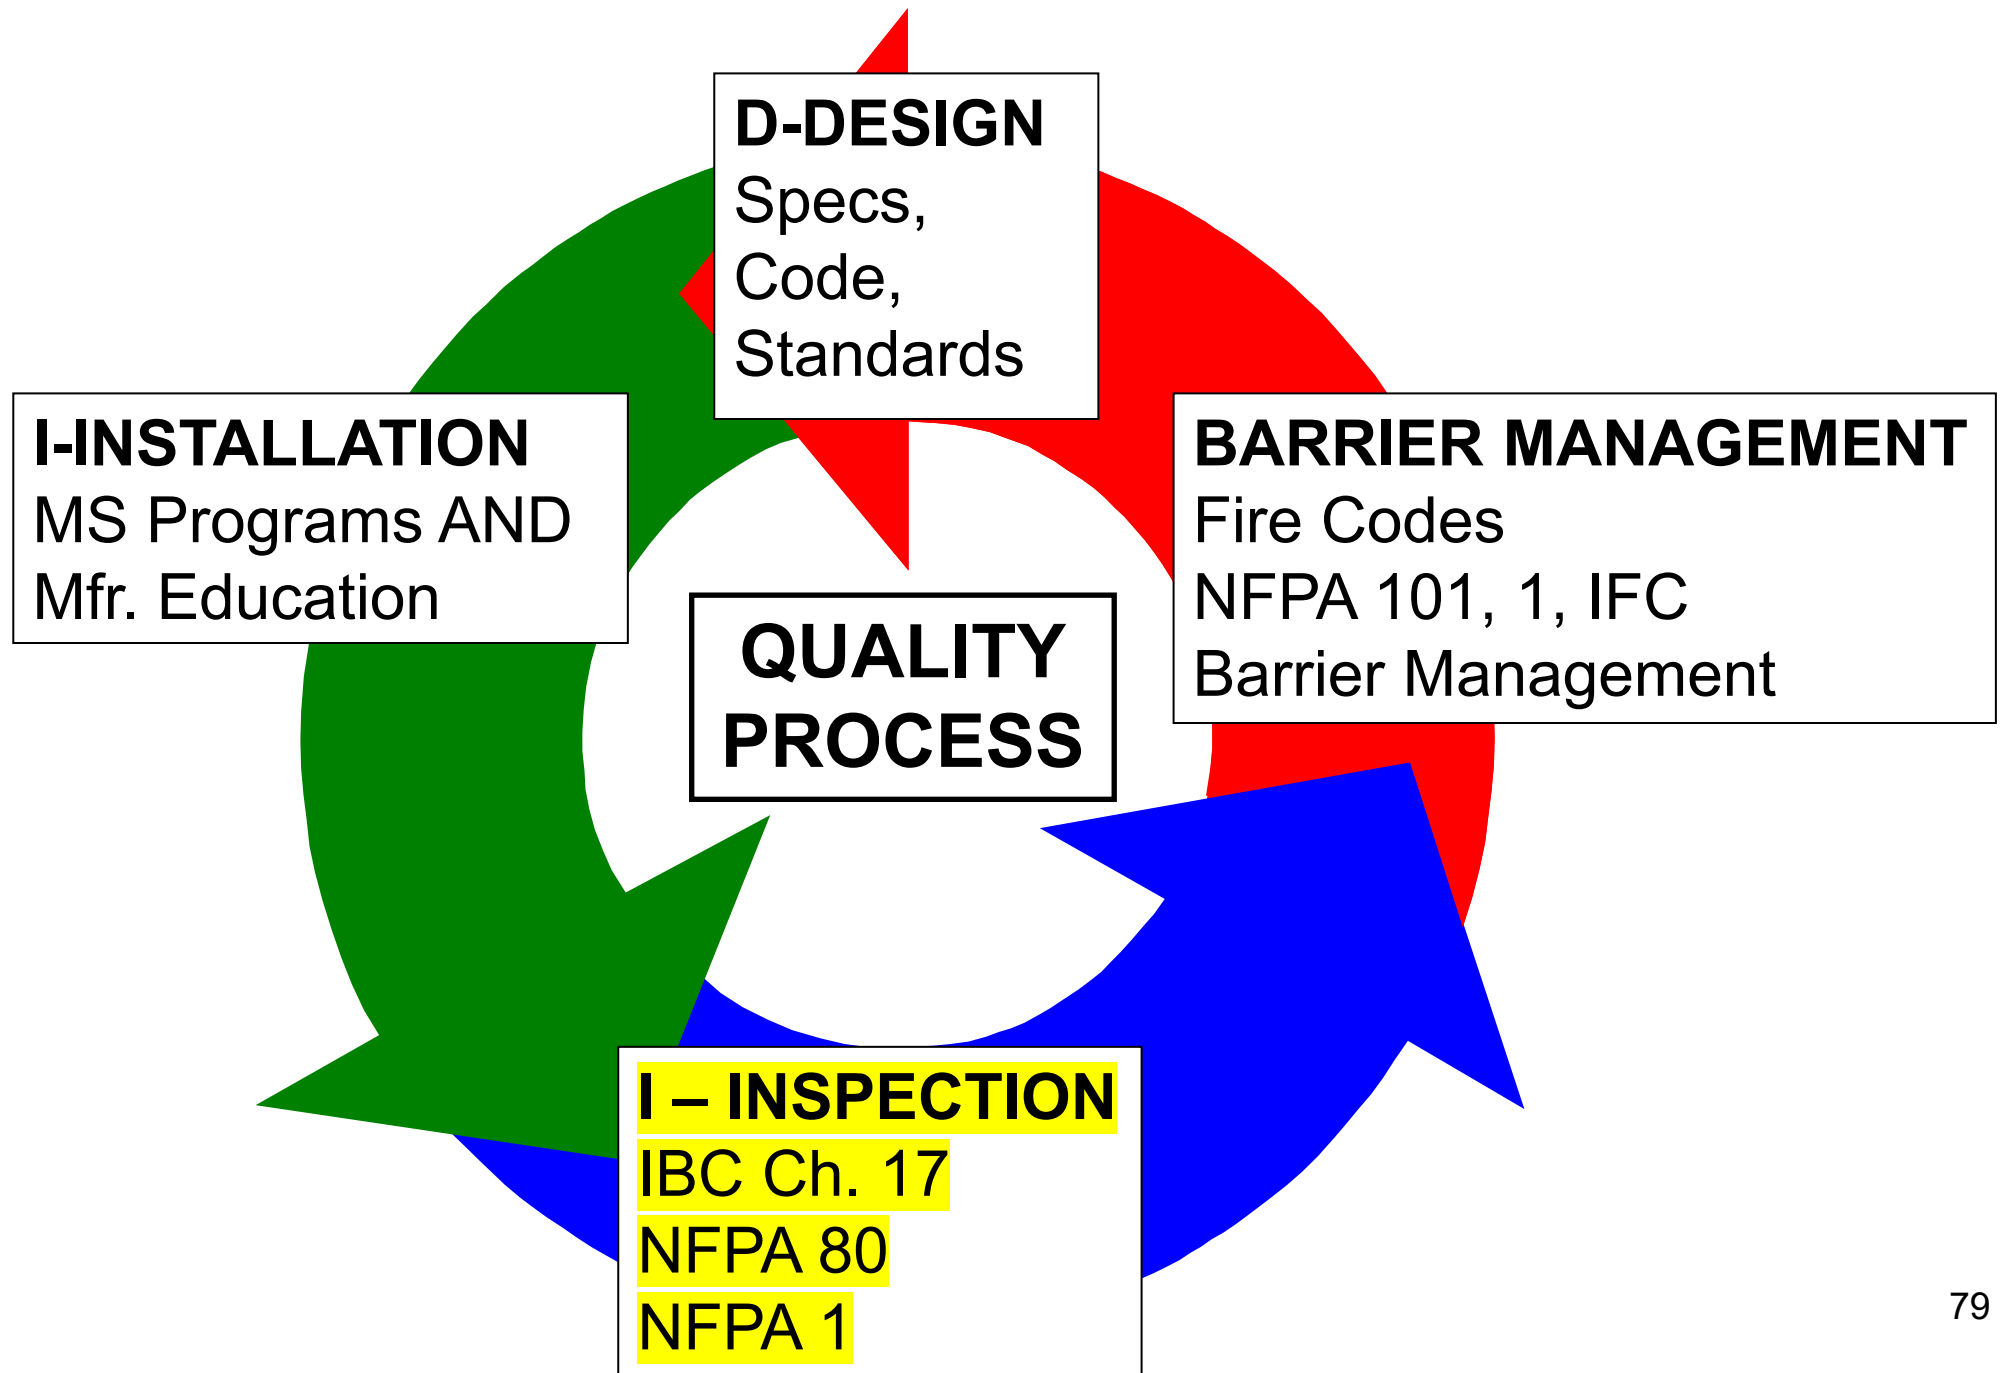 D-DESIGN
Specs,
Code,
Standards
I-INSTALLATION
MS Programs AND
Mfr. Education
BARRIER MANAGEMENT
Fire Codes
NFPA 101, 1, IFC
Barrier Management
QUALITY
PROCESS
I – INSPECTION
IBC Ch. 17
NFPA 80
NFPA 1
79